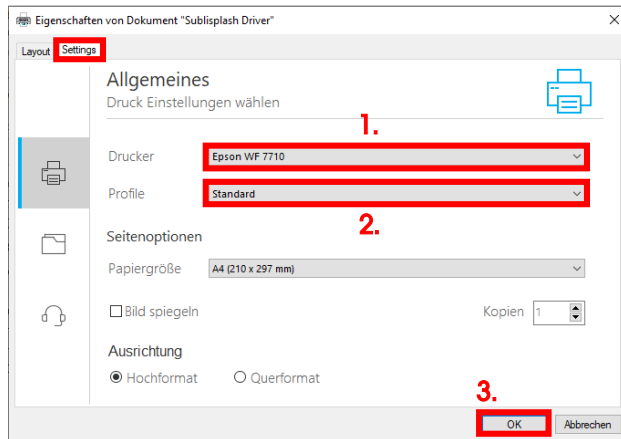 Eigenschaften von Dokument "Sublisplash Driver"
Layout Settings
Allgemeines
Druck Einstellungen wählen
1.
Drucker Epson WF 7710
Profile Standard
2.
Seitenoptionen
Papiergröße A4 (210 x 297 mm)
Bild spiegeln Kopien 1
Ausrichtung
Hochformat Querformat
3.
OK Abbrechen